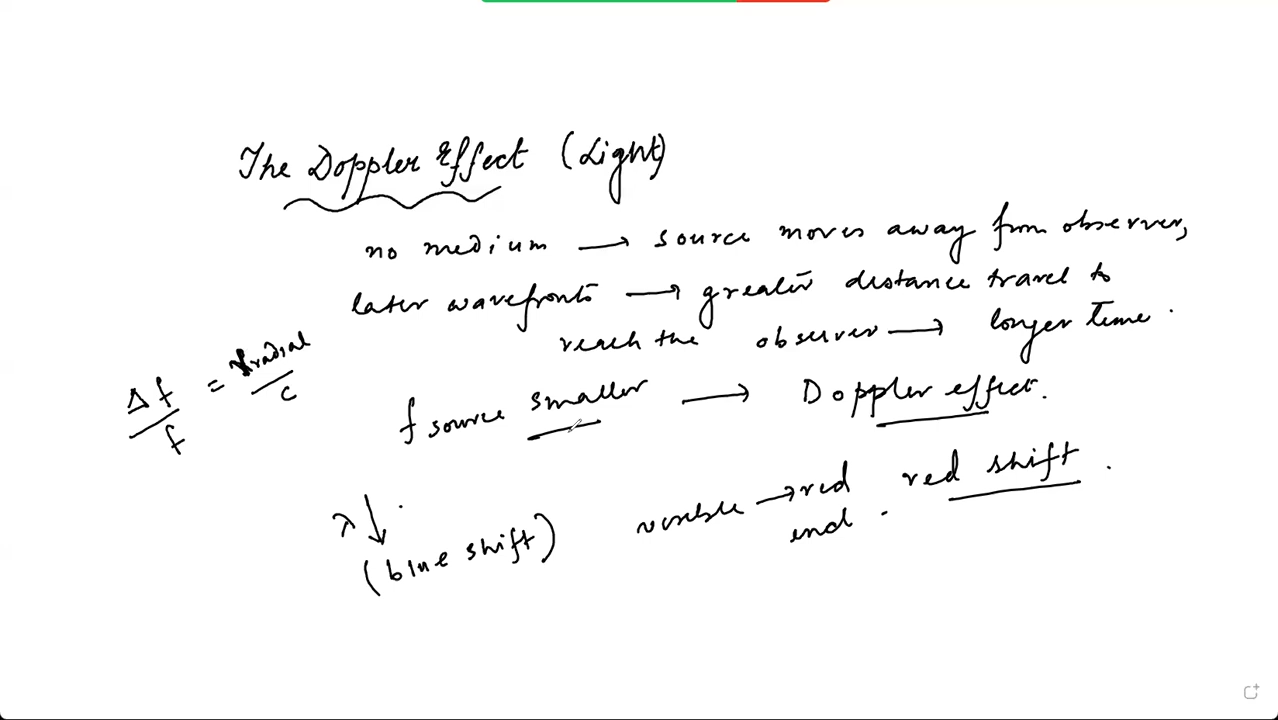 The Doppler Effect (Light)
no medium → source moves away from observer,
later wavefronts → greater distance travel to
reach the observer → longer time.
Δf/f = Vradial/c
f source smaller → Doppler effect.
λ↓ visible → red end. red shift.
(blue shift)